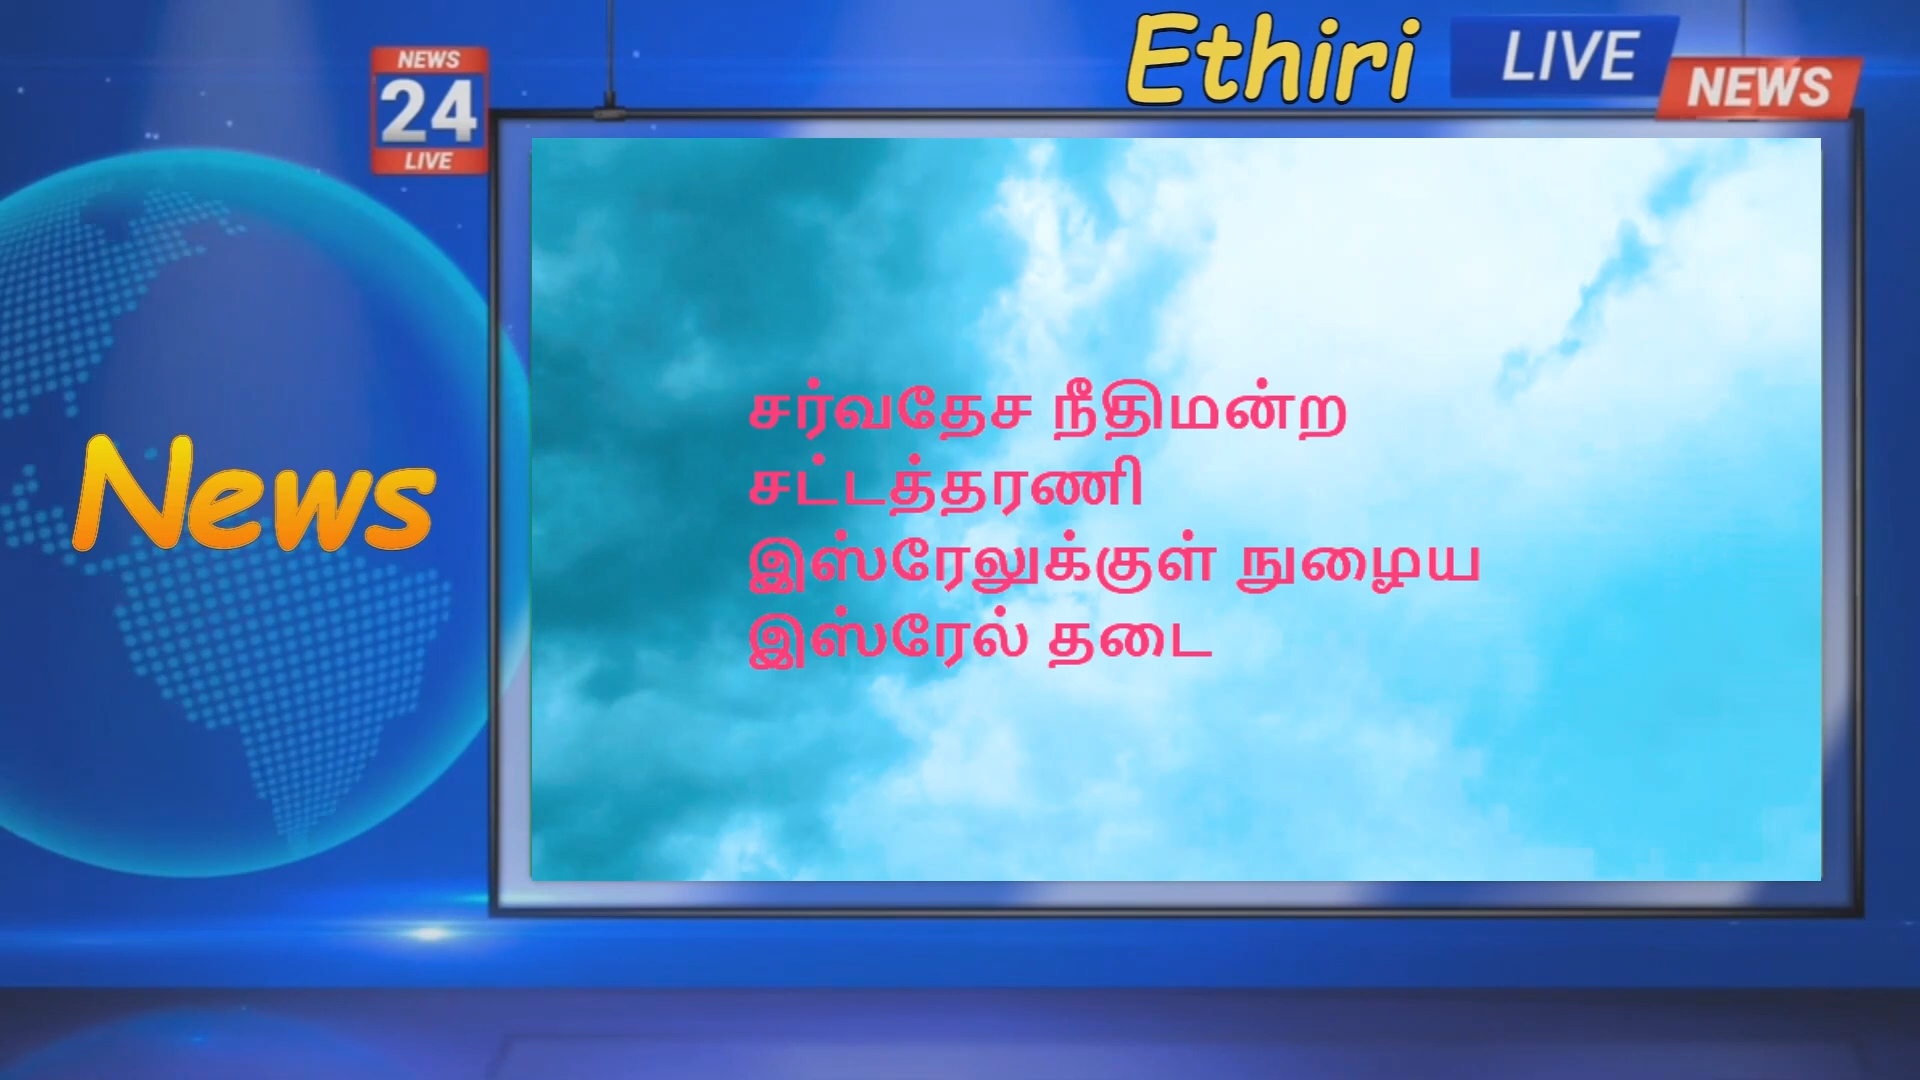 Ethiri
LIVE
NEWS
NEWS
24
LIVE
News
சர்வதேச நீதிமன்ற
சட்டத்தரணி
இஸ்ரேலுக்குள் நுழைய
இஸ்ரேல் தடை